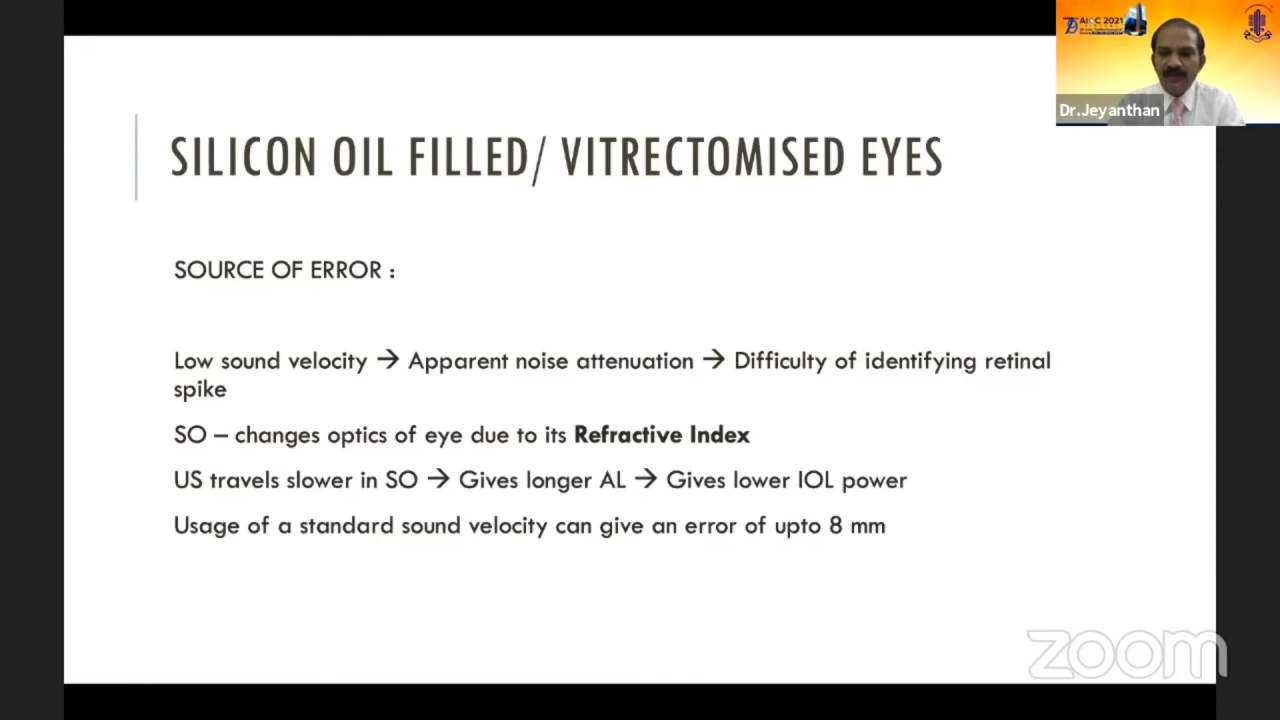 AIOC 2021
Dr.Jeyanthan
SILICON OIL FILLED/ VITRECTOMISED EYES
SOURCE OF ERROR :
Low sound velocity → Apparent noise attenuation → Difficulty of identifying retinal
spike
SO – changes optics of eye due to its Refractive Index
US travels slower in SO → Gives longer AL → Gives lower IOL power
Usage of a standard sound velocity can give an error of upto 8 mm
zoom